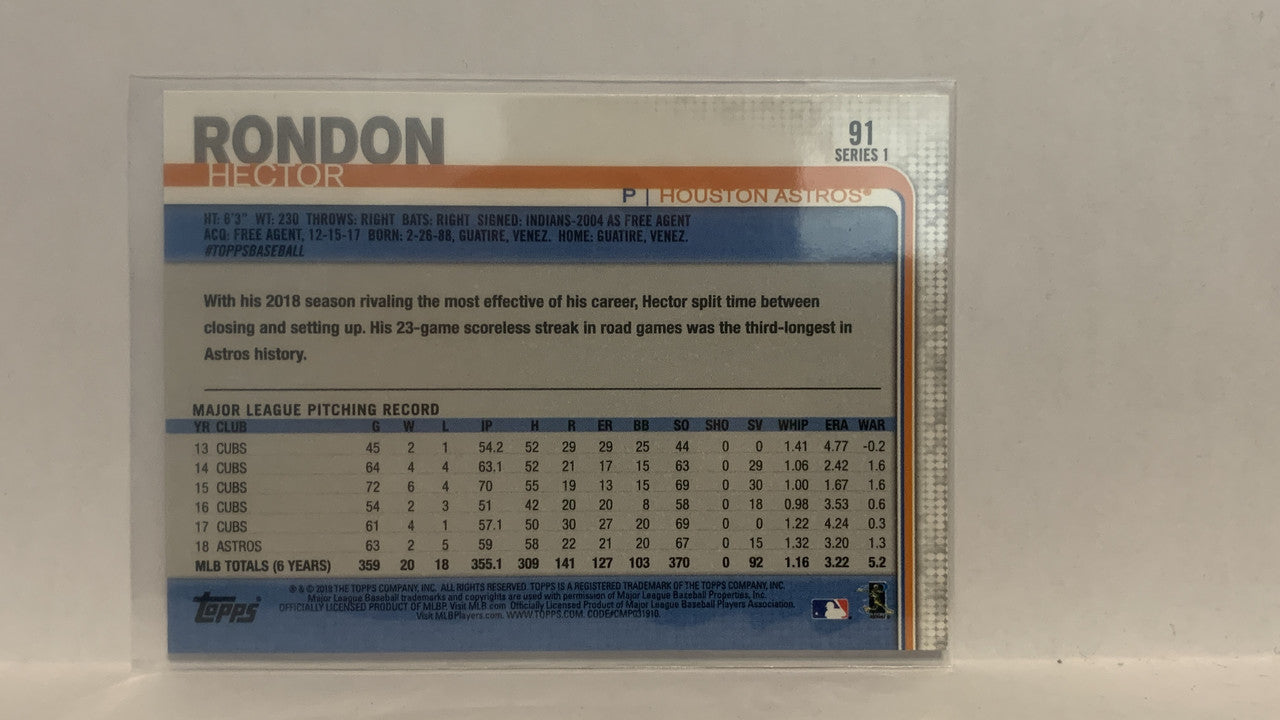 RONDON
HECTOR
91
SERIES 1
P | HOUSTON ASTROS®
HT: 6'3" WT: 230 THROWS: RIGHT BATS: RIGHT SIGNED: INDIANS-2004 AS FREE AGENT
ACQ: FREE AGENT, 12-15-17 BORN: 2-26-88, GUATIRE, VENEZ. HOME: GUATIRE, VENEZ.
#TOPPSBASEBALL
With his 2018 season rivaling the most effective of his career, Hector split time between
closing and setting up. His 23-game scoreless streak in road games was the third-longest in
Astros history.
MAJOR LEAGUE PITCHING RECORD
YR CLUB G W L IP H R ER BB SO SHO SV WHIP ERA WAR
13 CUBS 45 2 1 54.2 52 29 29 25 44 0 0 1.41 4.77 -0.2
14 CUBS 64 4 4 63.1 52 21 17 15 63 0 29 1.06 2.42 1.6
15 CUBS 72 6 4 70 55 19 13 15 69 0 30 1.00 1.67 1.6
16 CUBS 54 2 3 51 42 20 20 8 58 0 18 0.98 3.53 0.6
17 CUBS 61 4 1 57.1 50 30 27 20 69 0 0 1.22 4.24 0.3
18 ASTROS 63 2 5 59 58 22 21 20 67 0 15 1.32 3.20 1.3
MLB TOTALS (6 YEARS) 359 20 18 355.1 309 141 127 103 370 0 92 1.16 3.22 5.2
® & © 2018 THE TOPPS COMPANY, INC. ALL RIGHTS RESERVED. TOPPS IS A REGISTERED TRADEMARK OF THE TOPPS COMPANY, INC.
Major League Baseball trademarks and copyrights are used with permission of Major League Baseball Properties, Inc.
OFFICIALLY LICENSED PRODUCT OF MLBP. Visit MLB.com Officially Licensed Product of Major League Baseball Players Association.
Visit MLBPlayers.com. WWW.TOPPS.COM. CODE#CMP031918.
Topps®